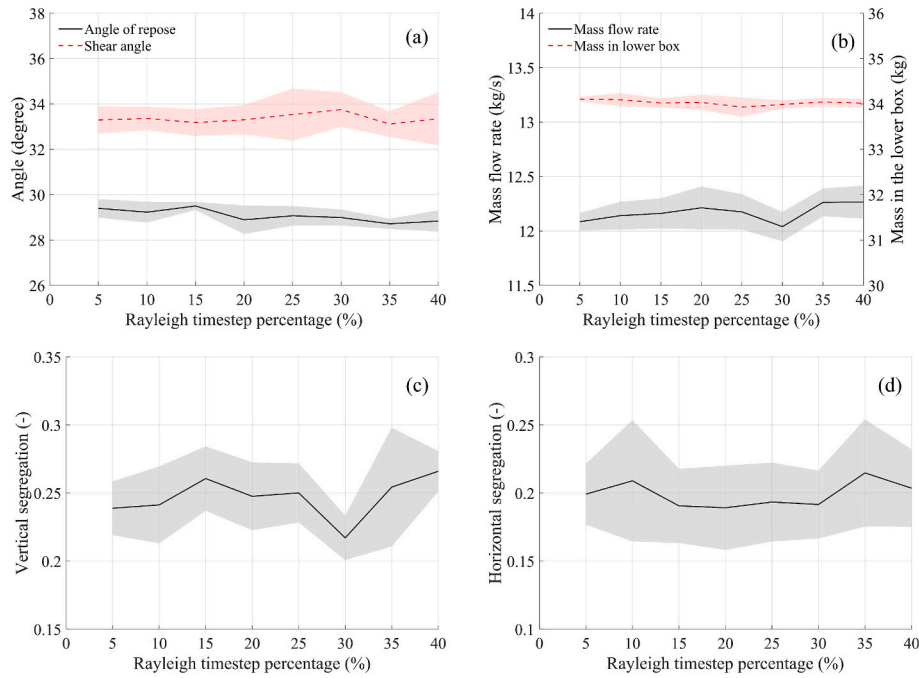 38
36
34
32
30
28
26
Angle (degree)
Angle of repose
Shear angle
(a)
0 5 10 15 20 25 30 35 40
Rayleigh timestep percentage (%)
14
13.5
13
12.5
12
11.5
Mass flow rate (kg/s)
Mass flow rate
Mass in lower box
(b)
36
35
34
33
32
31
30
Mass in the lower box (kg)
0 5 10 15 20 25 30 35 40
Rayleigh timestep percentage (%)
0.35
0.3
0.25
0.2
0.15
Vertical segregation (-)
(c)
0 5 10 15 20 25 30 35 40
Rayleigh timestep percentage (%)
0.3
0.25
0.2
0.15
0.1
Horizontal segregation (-)
(d)
0 5 10 15 20 25 30 35 40
Rayleigh timestep percentage (%)